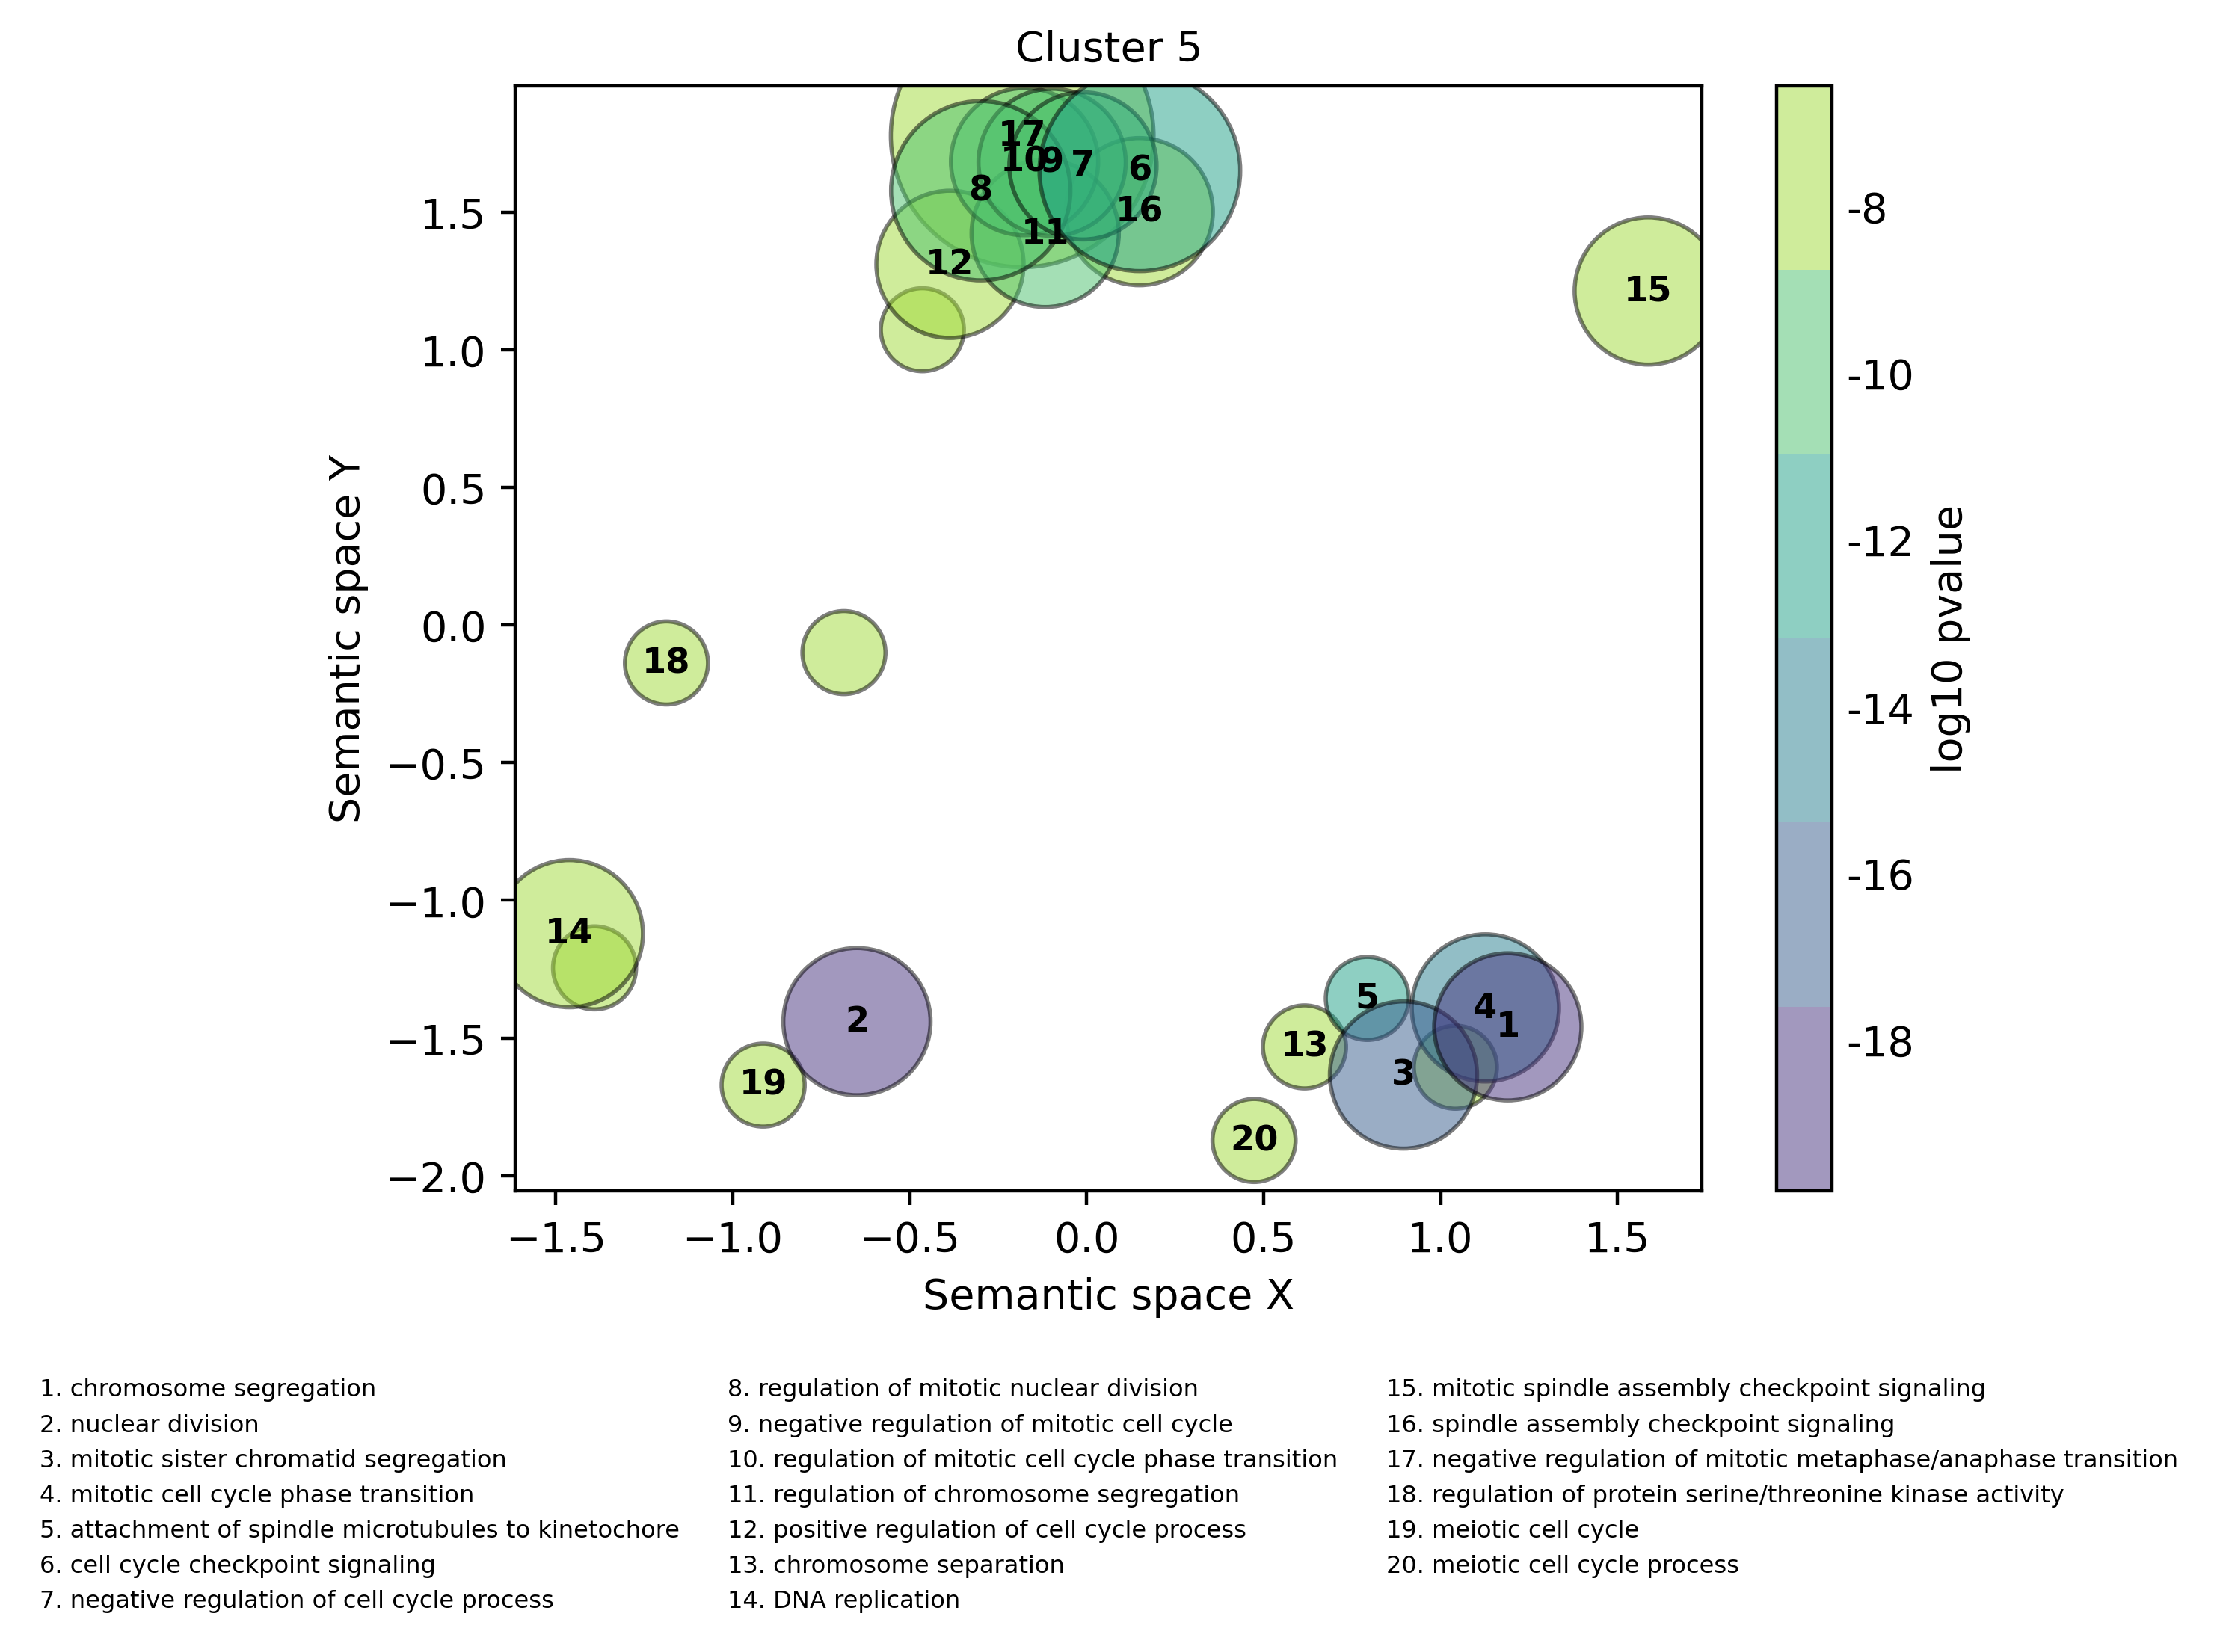 Cluster 5
17
10 9 7 6
8
16
11
12
15
18
14
2
5
4
1
13
3
19
20
1.5
1.0
0.5
0.0
−0.5
−1.0
−1.5
−2.0
Semantic space Y
−1.5 −1.0 −0.5 0.0 0.5 1.0 1.5
Semantic space X
-8
-10
-12
-14
-16
-18
log10 pvalue
1. chromosome segregation
2. nuclear division
3. mitotic sister chromatid segregation
4. mitotic cell cycle phase transition
5. attachment of spindle microtubules to kinetochore
6. cell cycle checkpoint signaling
7. negative regulation of cell cycle process
8. regulation of mitotic nuclear division
9. negative regulation of mitotic cell cycle
10. regulation of mitotic cell cycle phase transition
11. regulation of chromosome segregation
12. positive regulation of cell cycle process
13. chromosome separation
14. DNA replication
15. mitotic spindle assembly checkpoint signaling
16. spindle assembly checkpoint signaling
17. negative regulation of mitotic metaphase/anaphase transition
18. regulation of protein serine/threonine kinase activity
19. meiotic cell cycle
20. meiotic cell cycle process